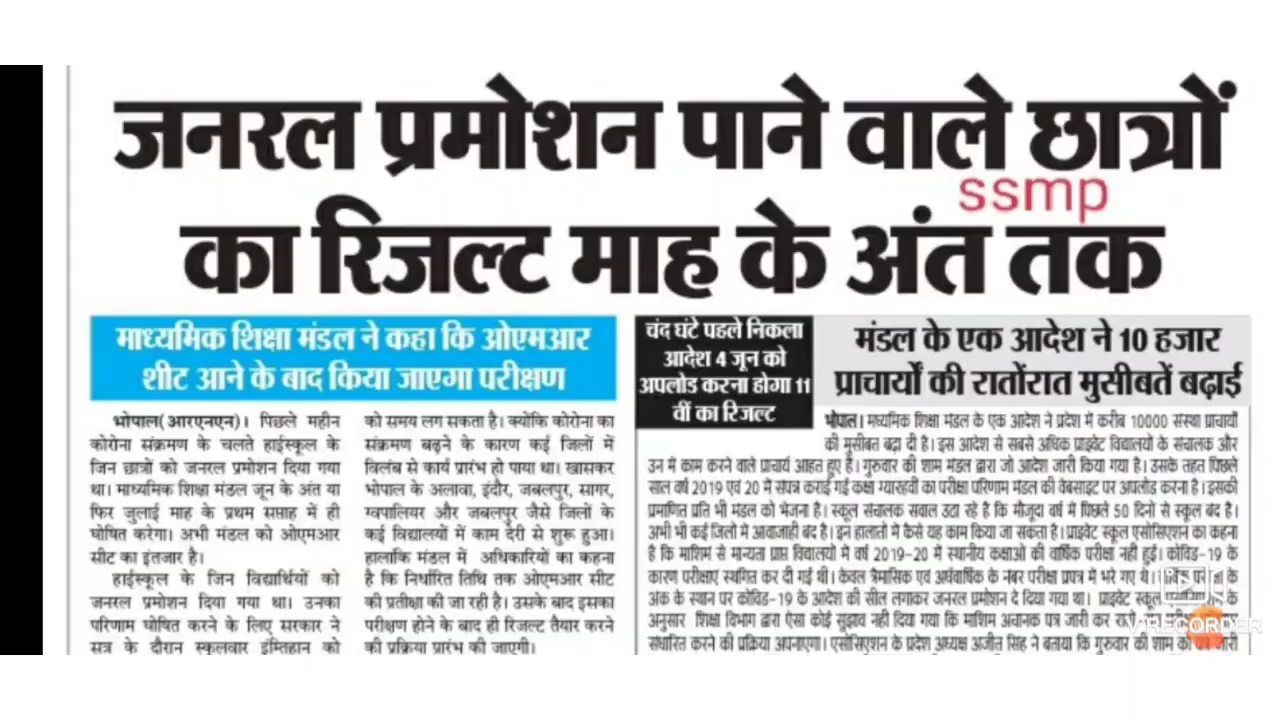 जनरल प्रमोशन पाने वाले छात्रों
ssmp
का रिजल्ट माह के अंत तक
माध्यमिक शिक्षा मंडल ने कहा कि ओएमआर
शीट आने के बाद किया जाएगा परीक्षण
भोपाल(आरएनएन)। पिछले महीन
कोरोना संक्रमण के चलते हाईस्कूल के
जिन छात्रों को जनरल प्रमोशन दिया गया
था। माध्यमिक शिक्षा मंडल जून के अंत या
फिर जुलाई माह के प्रथम सप्ताह में ही
घोषित करेगा। अभी मंडल को ओएमआर
सीट का इंतजार है।
हाईस्कूल के जिन विद्यार्थियों को
जनरल प्रमोशन दिया गया था। उनका
परिणाम घोषित करने के लिए सरकार ने
सत्र के दौरान स्कूलवार इम्तिहान को
को समय लग सकता है। क्योंकि कोरोना का
संक्रमण बढ़ने के कारण कई जिलों में
विलंब से कार्य प्रारंभ हो पाया था। खासकर
भोपाल के अलावा, इंदौर, जबलपुर, सागर,
ग्वपालियर और जबलपुर जैसे जिलों के
कई विद्यालयों में काम देरी से शुरू हुआ।
हालाकि मंडल में अधिकारियों का कहना
है कि निर्धारित तिथि तक ओएमआर सीट
की प्रतीक्षा की जा रही है। उसके बाद इसका
परीक्षण होने के बाद ही रिजल्ट तैयार करने
की प्रक्रिया प्रारंभ की जाएगी।
चंद घंटे पहले निकला
आदेश 4 जून को
अपलोड करना होगा 11
वीं का रिजल्ट
मंडल के एक आदेश ने 10 हजार
प्राचार्यों की रातोंरात मुसीबतें बढ़ाई
भोपाल। मध्यमिक शिक्षा मंडल के एक आदेश ने प्रदेश में करीब 10000 संस्था प्राचार्यो
की मुसीबत बढ़ा दी है। इस आदेश से सबसे अधिक प्राइवेट विद्यालयों के संचालक और
उन में काम करने वाले प्राचार्य आहत हुए हैं। गुरुवार की शाम मंडल द्वारा जो आदेश जारी किया गया है। उसके तहत पिछले
साल वर्ष 2019 एवं 20 में संपन्न कराई गई कक्षा ग्यारहवीं का परीक्षा परिणाम मंडल की वेबसाइट पर अपलोड करना है। इसकी
प्रमाणित प्रति भी मंडल को भेजना है। स्कूल संचालक सवाल उठा रहे है कि मौजूदा वर्ष में पिछले 50 दिनों से स्कूल बंद है।
अभी भी कई जिलों में आवाजाही बंद है। इन हालातो में कैसे यह काम किया जा सकता है। प्राइवेट स्कूल एसोसिएशन का कहना
है कि माशिम से मान्यता प्राप्त विद्यालयो में वर्ष 2019-20 में स्थानीय कक्षाओ की वार्षिक परीक्षा नही हुई। कोविड-19 के
कारण परीक्षाए स्थगित कर दी गई थी। केवल त्रैमासिक एवं अर्धवार्षिक के नंबर परीक्षा प्रपत्र में भरे गए थे। के
अंक के स्थान पर कोविड-19 के आदेश की सील लगाकर जनरल प्रमोशन दे दिया गया था। प्राइवेट स्कूल के
अनुसार शिक्षा विभाग द्वारा ऐसा कोई सुझाव नही दिया गया कि माशिम अचानक पत्र जारी कर
संधारित करने की प्रक्रिया अपनाएगा। एसोसिएशन के प्रदेश अध्यक्ष अजीत सिंह ने बताया कि गुरुवार की शाम को पत्र जारी
VRECORDER